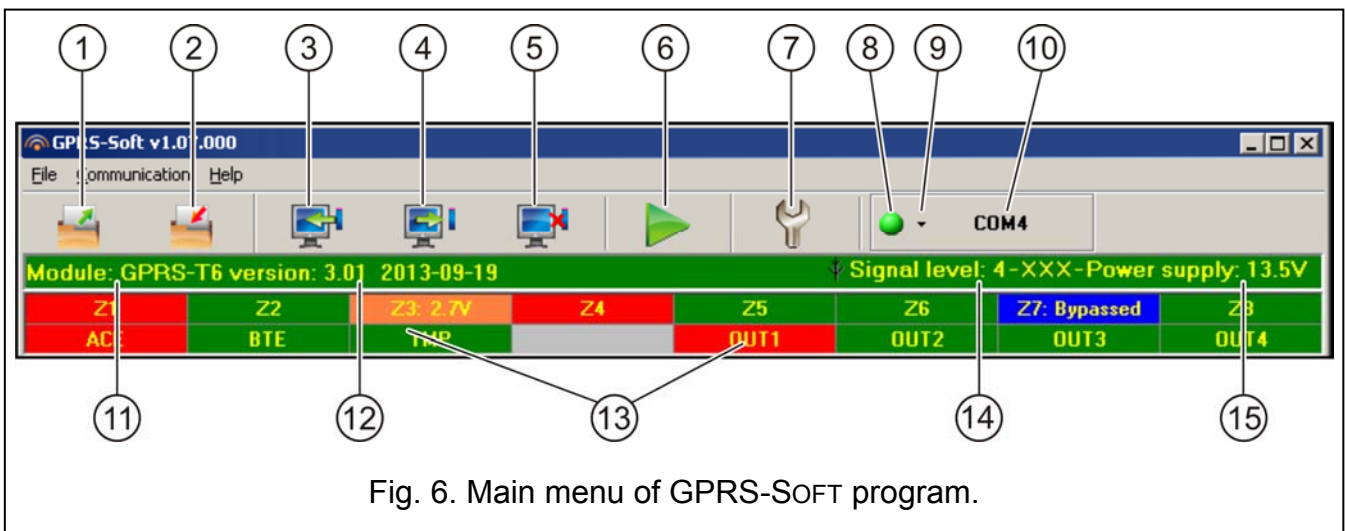 1 2 3 4 5 6 7 8 9 10
GPRS-Soft v1.07.000
File Communication Help
COM4
Module: GPRS-T6 version: 3.01 2013-09-19 Signal level: 4-XXX-Power supply: 13.5V
Z1 Z2 Z3: 2.7V Z4 Z5 Z6 Z7: Bypassed Z8
ACE BTE TMP OUT1 OUT2 OUT3 OUT4
11 12 13 14 15
Fig. 6. Main menu of GPRS-SOFT program.